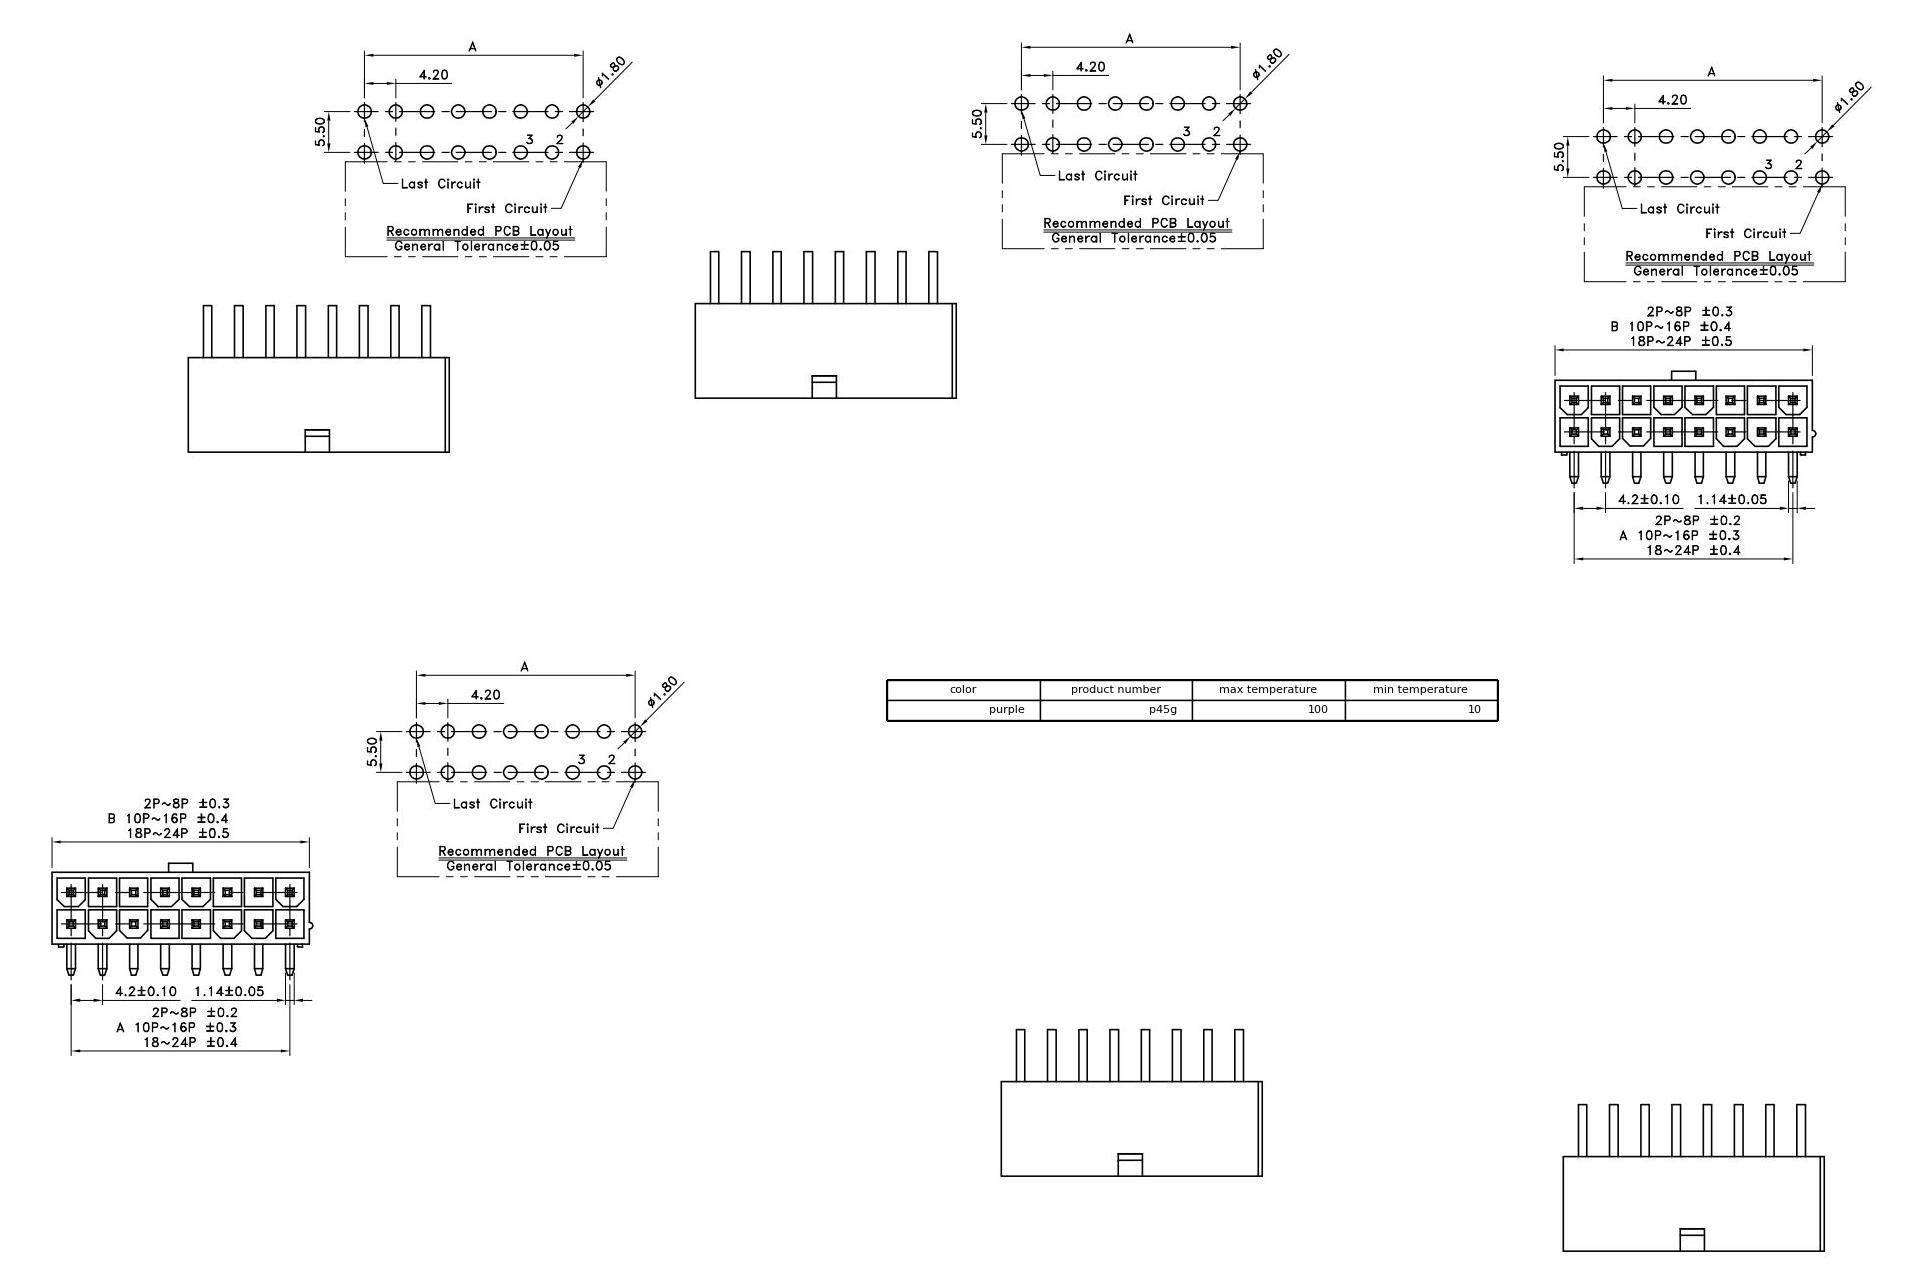 A
4.20
ø1.80
5.50
3 2
Last Circuit
First Circuit
Recommended PCB Layout
General Tolerance±0.05
A
4.20
ø1.80
5.50
3 2
Last Circuit
First Circuit
Recommended PCB Layout
General Tolerance±0.05
A
4.20
ø1.80
5.50
3 2
Last Circuit
First Circuit
Recommended PCB Layout
General Tolerance±0.05
2P~8P ±0.3
B 10P~16P ±0.4
18P~24P ±0.5
4.2±0.10 1.14±0.05
2P~8P ±0.2
A 10P~16P ±0.3
18~24P ±0.4
A
4.20
ø1.80
5.50
3 2
Last Circuit
First Circuit
Recommended PCB Layout
General Tolerance±0.05
color product number max temperature min temperature
purple p45g 100 10
2P~8P ±0.3
B 10P~16P ±0.4
18P~24P ±0.5
4.2±0.10 1.14±0.05
2P~8P ±0.2
A 10P~16P ±0.3
18~24P ±0.4